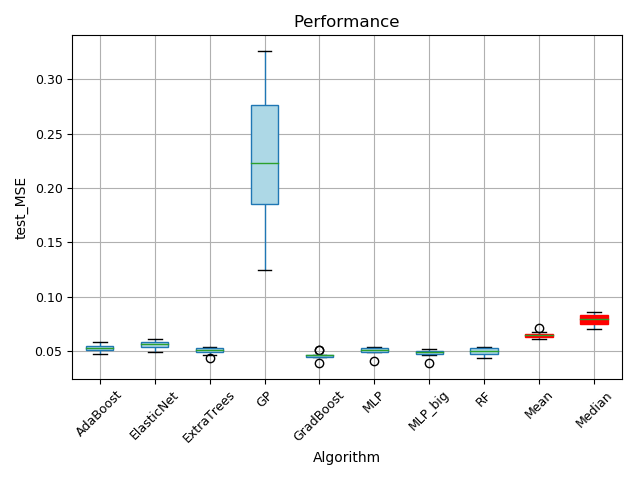 Performance
0.30
0.25
0.20
0.15
0.10
0.05
test_MSE
AdaBoost
ElasticNet
ExtraTrees
GP
GradBoost
MLP
MLP_big
RF
Mean
Median
Algorithm